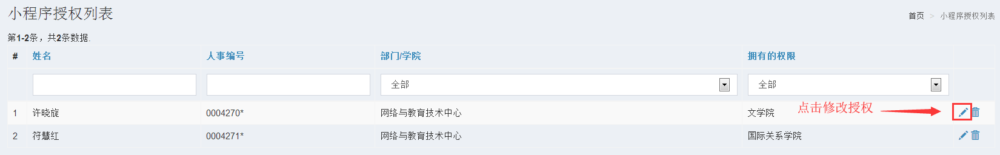 小程序授权列表
首页 > 小程序授权列表
第1-2条，共2条数据.
# 姓名 人事编号 部门/学院 拥有的权限
全部 全部
1 许晓旋 0004270* 网络与教育技术中心 文学院 点击修改授权
2 符慧红 0004271* 网络与教育技术中心 国际关系学院